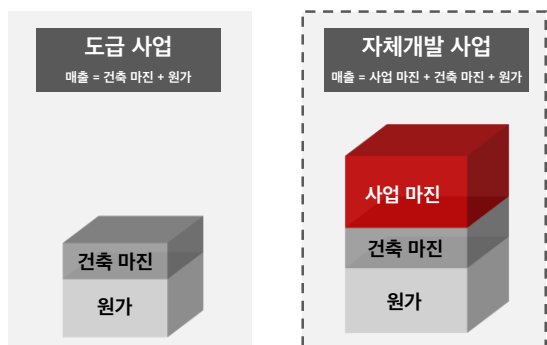 도급 사업
매출 = 건축 마진 + 원가
건축 마진
원가
자체개발 사업
매출 = 사업 마진 + 건축 마진 + 원가
사업 마진
건축 마진
원가